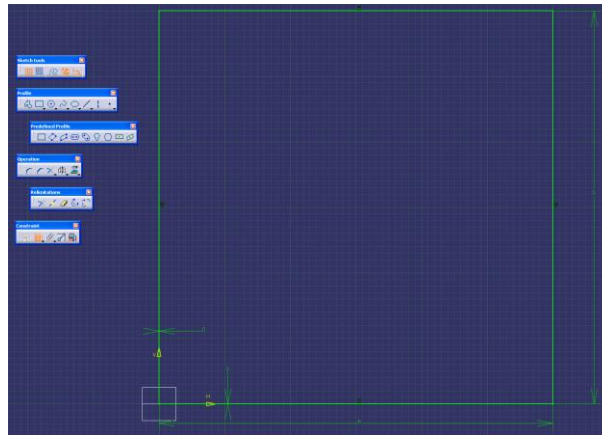 Sketch tools
Profile
Predefined Profile
Operation
Relimitations
Constraint
V
H